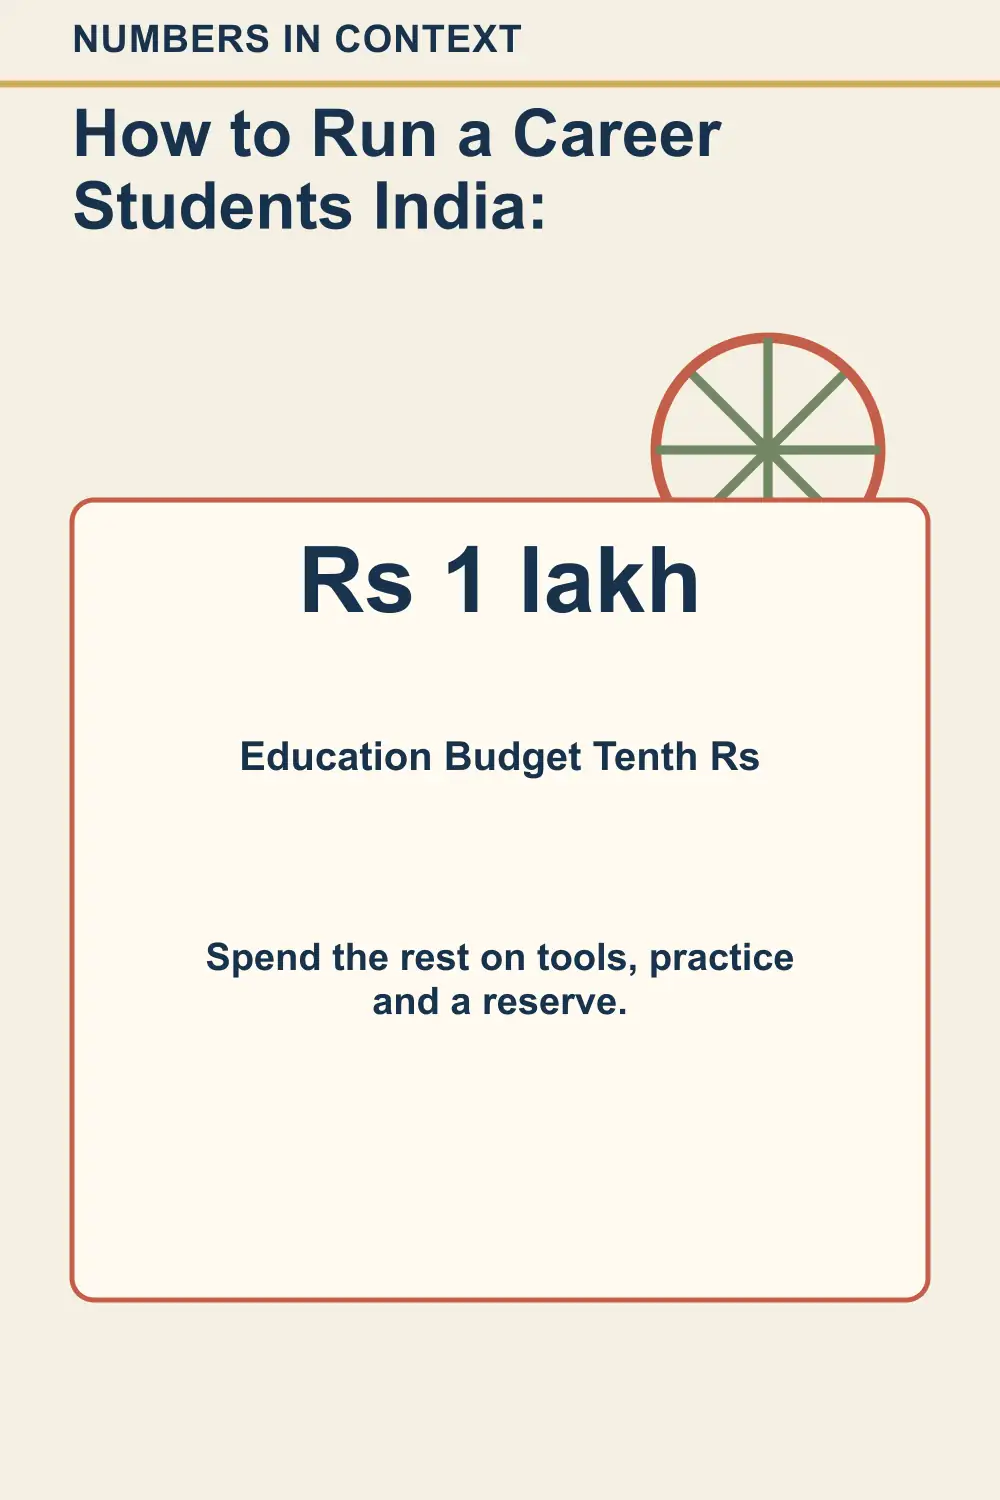 NUMBERS IN CONTEXT
How to Run a Career
Students India:
Rs 1 lakh
Education Budget Tenth Rs
Spend the rest on tools, practice
and a reserve.